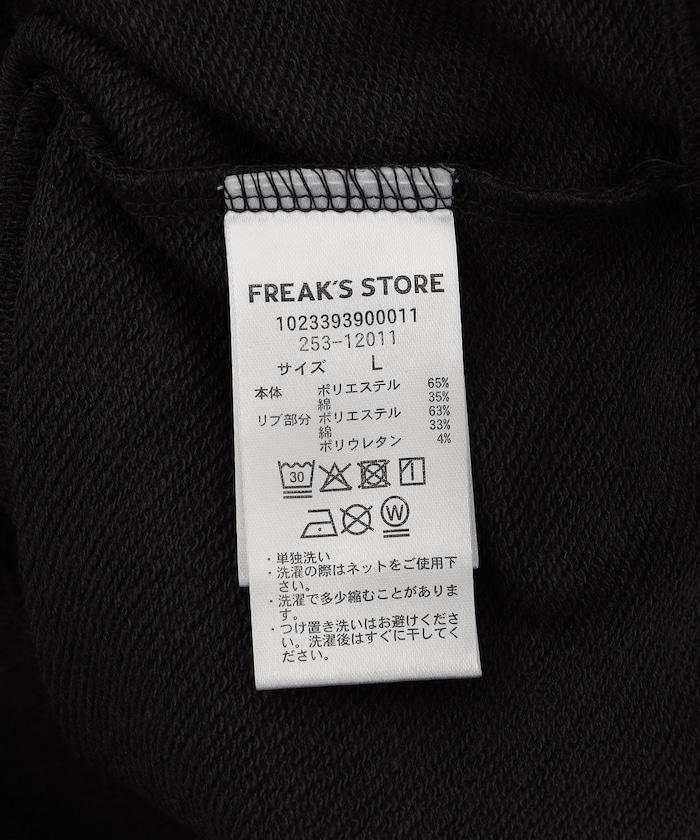 FREAK'S STORE
1023393900011
253-12011
サイズ L
本体 ポリエステル 65%
綿 35%
リブ部分 ポリエステル 63%
綿 33%
ポリウレタン 4%
30
W
・単独洗い
・洗濯の際はネットをご使用下
さい。
・洗濯で多少縮むことがありま
す。
・つけ置き洗いはお避けくださ
い。洗濯後はすぐに干してく
ださい。